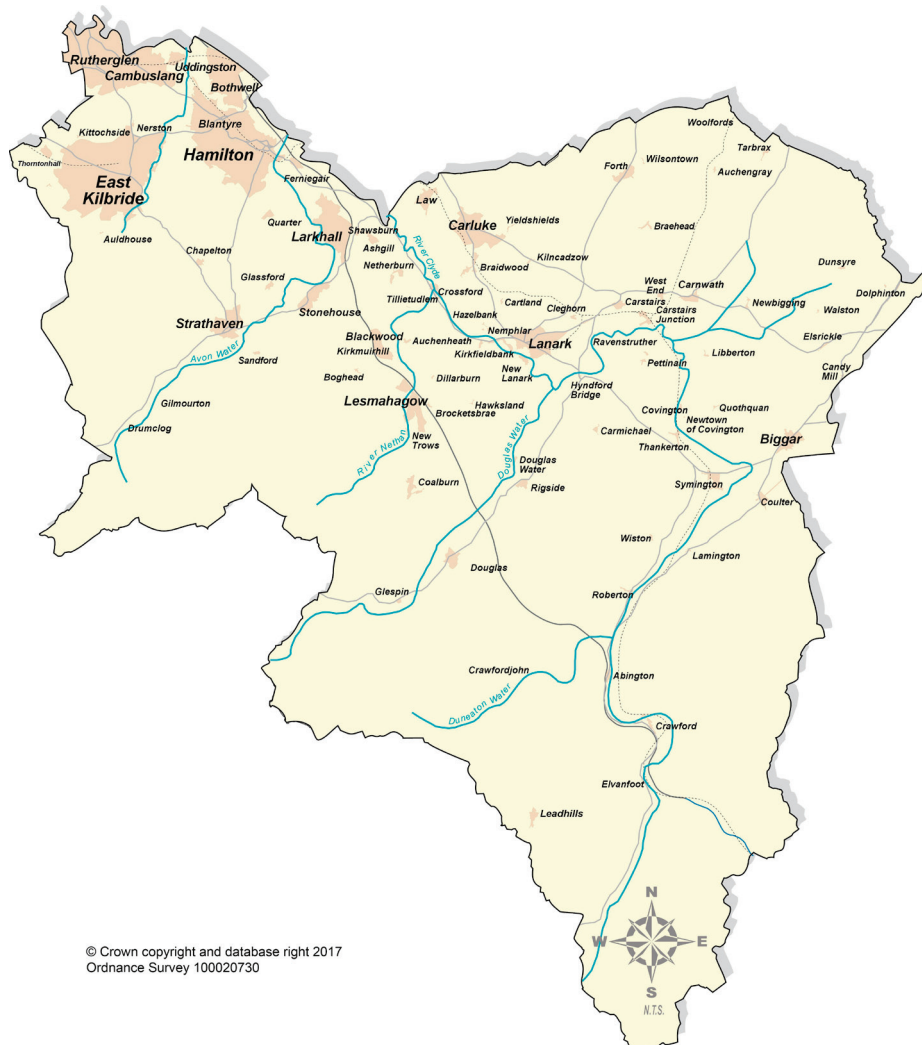 Rutherglen
Cambuslang
Uddingston
Bothwell
Kittochside
Nerston
Blantyre
Thorntonhall
Hamilton
East
Kilbride
Ferniegair
Auldhouse
Quarter
Larkhall
Chapelton
Glassford
Strathaven
Stonehouse
Avon Water
Sandford
Gilmourton
Drumclog
Law
Carluke
Yieldshields
Shawsburn
Ashgill
Netherburn
River Clyde
Braidwood
Kilncadzow
Tillietudlem
Crossford
Cartland
Cleghorn
Hazelbank
Nemphlar
Blackwood
Kirkmuirhill
Auchenheath
Kirkfieldbank
Lanark
New
Lanark
Ravenstruther
Boghead
Dillarburn
Lesmahagow
Brocketsbrae
Hawksland
Hyndford
Bridge
New
Trows
River Nethan
Coalburn
Douglas Water
Douglas
Water
Rigside
Woolfords
Tarbrax
Wilsontown
Auchengray
Forth
Braehead
West
End
Carnwath
Carstairs
Carstairs
Junction
Dunsyre
Dolphinton
Newbigging
Walston
Elsrickle
Pettinain
Libberton
Candy
Mill
Covington
Quothquan
Newtown
of Covington
Carmichael
Thankerton
Biggar
Symington
Coulter
Wiston
Lamington
Douglas
Glespin
Roberton
Crawfordjohn
Abington
Duneaton Water
Crawford
Elvanfoot
Leadhills
N
W
E
S
N.T.S.
© Crown copyright and database right 2017
Ordnance Survey 100020730